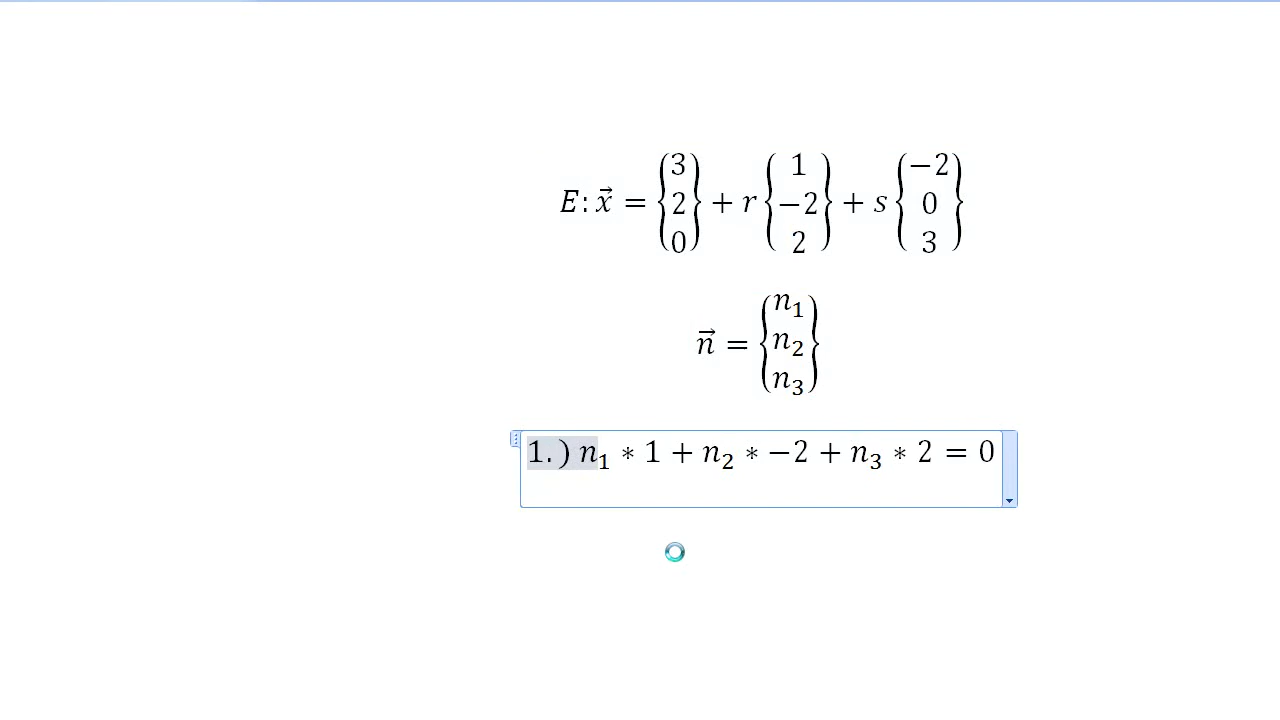 E: x⃗ = {3 2 0} + r {1 −2 2} + s {−2 0 3}
n⃗ = {n₁ n₂ n₃}
1.) n₁ ∗ 1 + n₂ ∗ −2 + n₃ ∗ 2 = 0